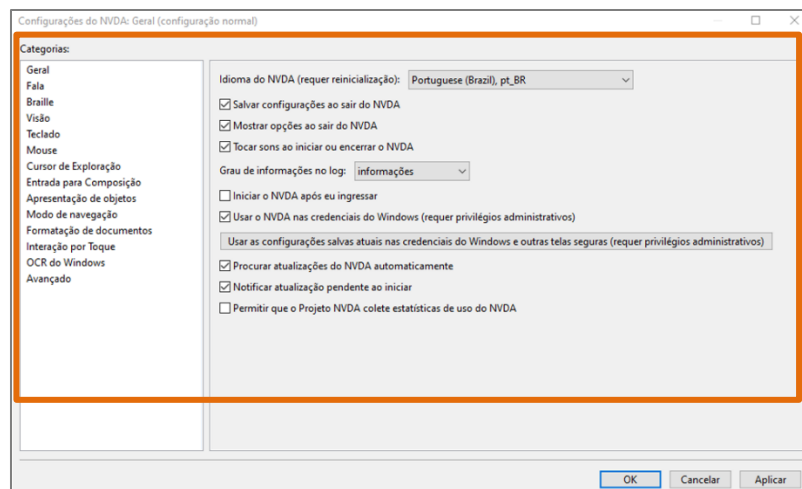 Configurações do NVDA: Geral (configuração normal)
Categorias:
Geral
Fala
Braille
Visão
Teclado
Mouse
Cursor de Exploração
Entrada para Composição
Apresentação de objetos
Modo de navegação
Formatação de documentos
Interação por Toque
OCR do Windows
Avançado
Idioma do NVDA (requer reinicialização): Portuguese (Brazil), pt_BR
Salvar configurações ao sair do NVDA
Mostrar opções ao sair do NVDA
Tocar sons ao iniciar ou encerrar o NVDA
Grau de informações no log: informações
Iniciar o NVDA após eu ingressar
Usar o NVDA nas credenciais do Windows (requer privilégios administrativos)
Usar as configurações salvas atuais nas credenciais do Windows e outras telas seguras (requer privilégios administrativos)
Procurar atualizações do NVDA automaticamente
Notificar atualização pendente ao iniciar
Permitir que o Projeto NVDA colete estatísticas de uso do NVDA
OK Cancelar Aplicar